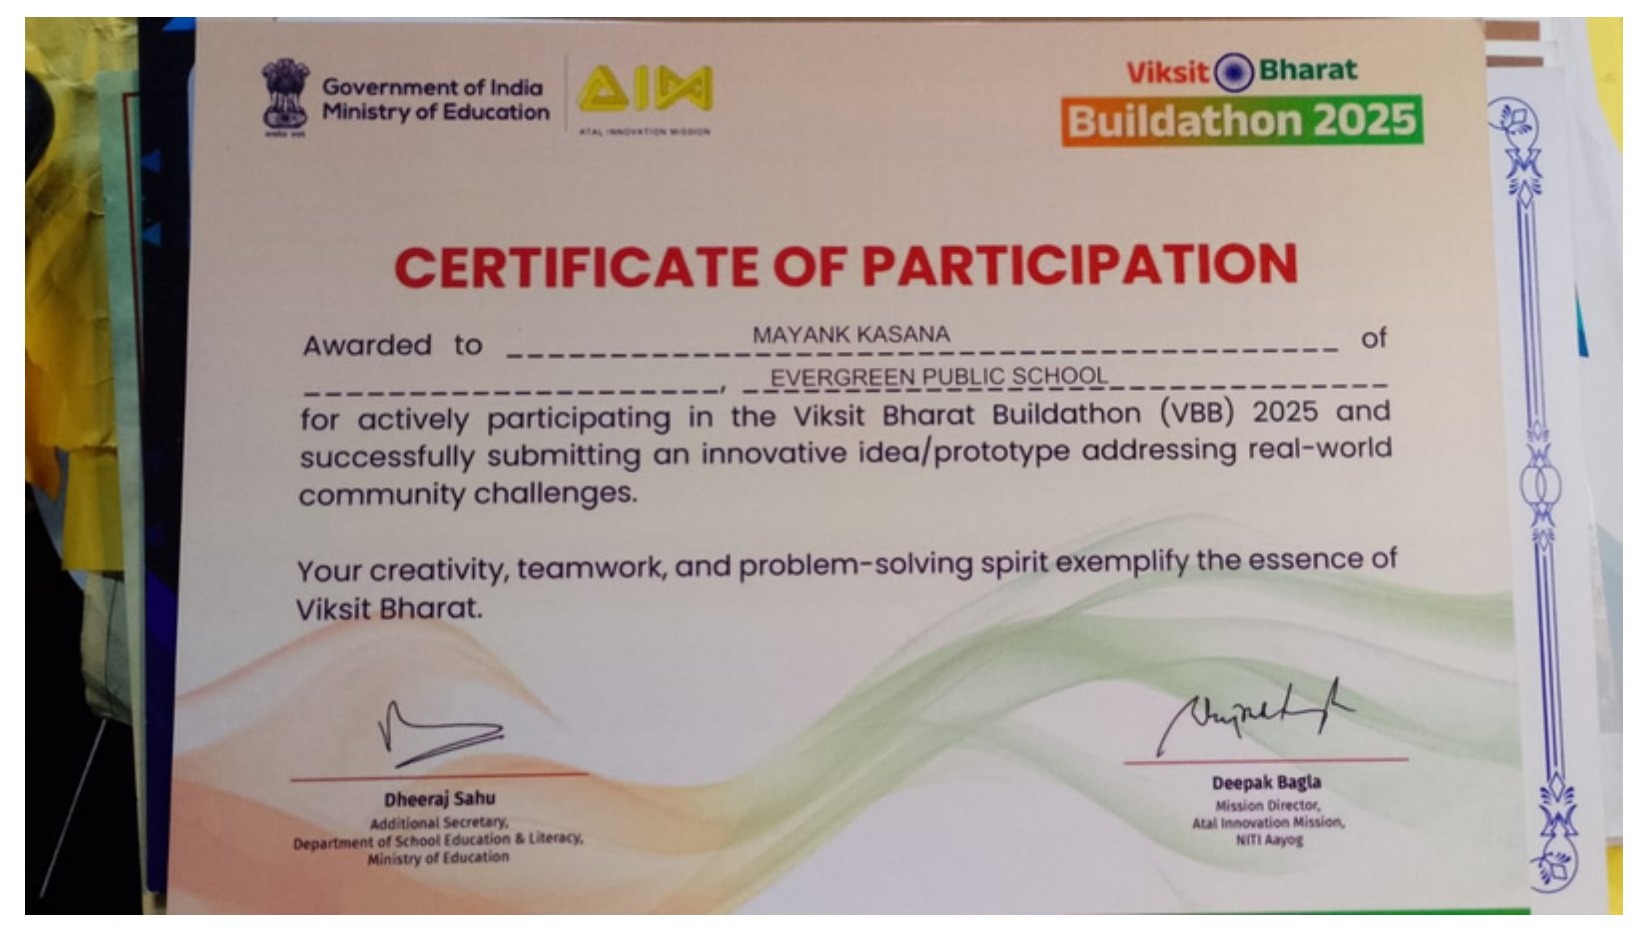 Government of India
Ministry of Education
AIM
ATAL INNOVATION MISSION
Viksit Bharat
Buildathon 2025
CERTIFICATE OF PARTICIPATION
Awarded to MAYANK KASANA of
, EVERGREEN PUBLIC SCHOOL
for actively participating in the Viksit Bharat Buildathon (VBB) 2025 and
successfully submitting an innovative idea/prototype addressing real-world
community challenges.
Your creativity, teamwork, and problem-solving spirit exemplify the essence of
Viksit Bharat.
Dheeraj Sahu
Additional Secretary,
Department of School Education & Literacy,
Ministry of Education
Deepak Bagla
Mission Director,
Atal Innovation Mission,
NITI Aayog